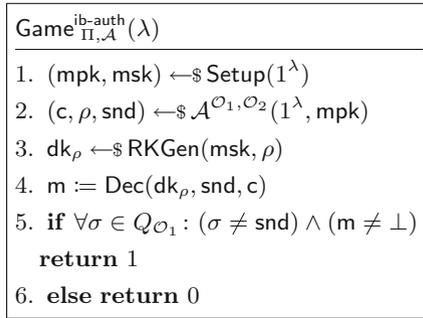 Game^{ib-auth}_{Π,𝒜}(λ)
1. (mpk, msk) ←$ Setup(1^λ)
2. (c, ρ, snd) ←$ 𝒜^{𝒪₁,𝒪₂}(1^λ, mpk)
3. dk_ρ ←$ RKGen(msk, ρ)
4. m := Dec(dk_ρ, snd, c)
5. if ∀σ ∈ Q_{𝒪₁} : (σ ≠ snd) ∧ (m ≠ ⊥)
return 1
6. else return 0